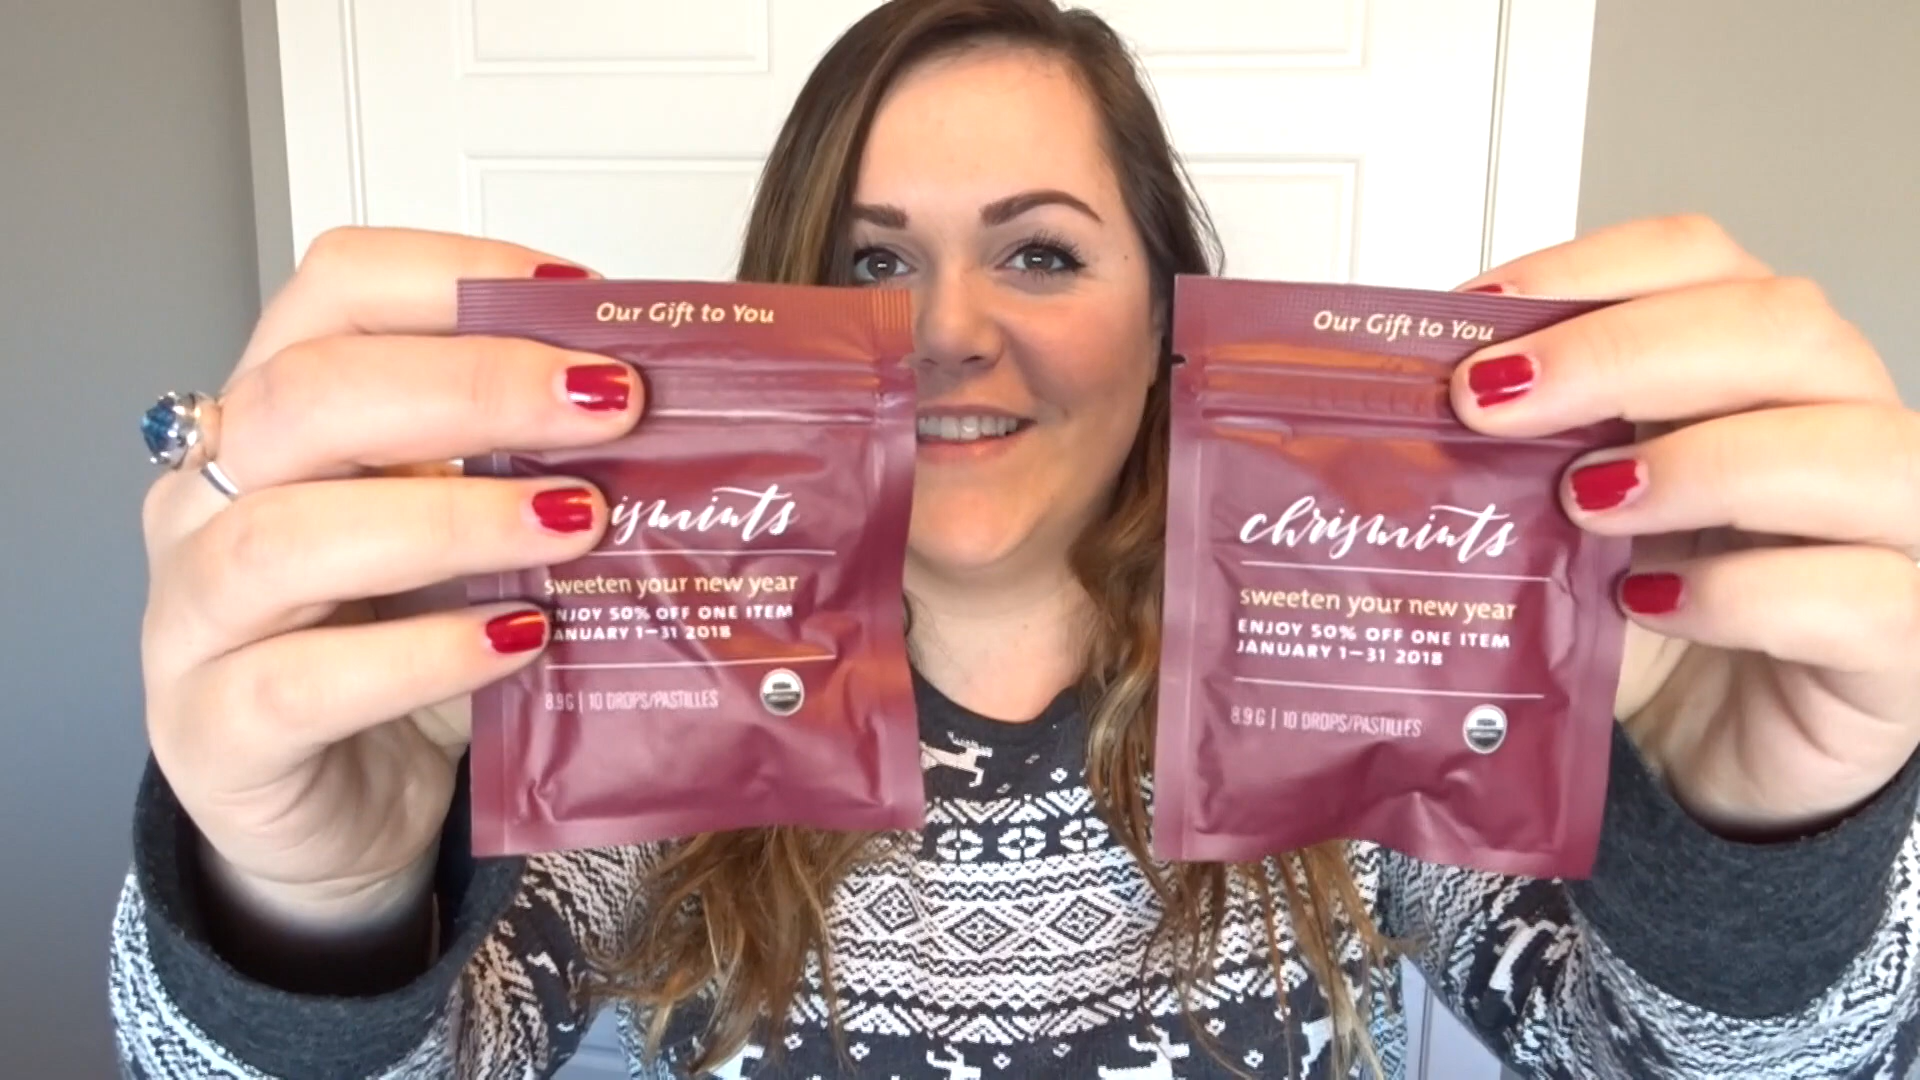 Our Gift to You
ismints
sweeten your new year
ENJOY 50% OFF ONE ITEM
JANUARY 1–31 2018
8.9G | 10 DROPS/PASTILLES
Our Gift to You
chrismints
sweeten your new year
ENJOY 50% OFF ONE ITEM
JANUARY 1–31 2018
8.9G | 10 DROPS/PASTILLES